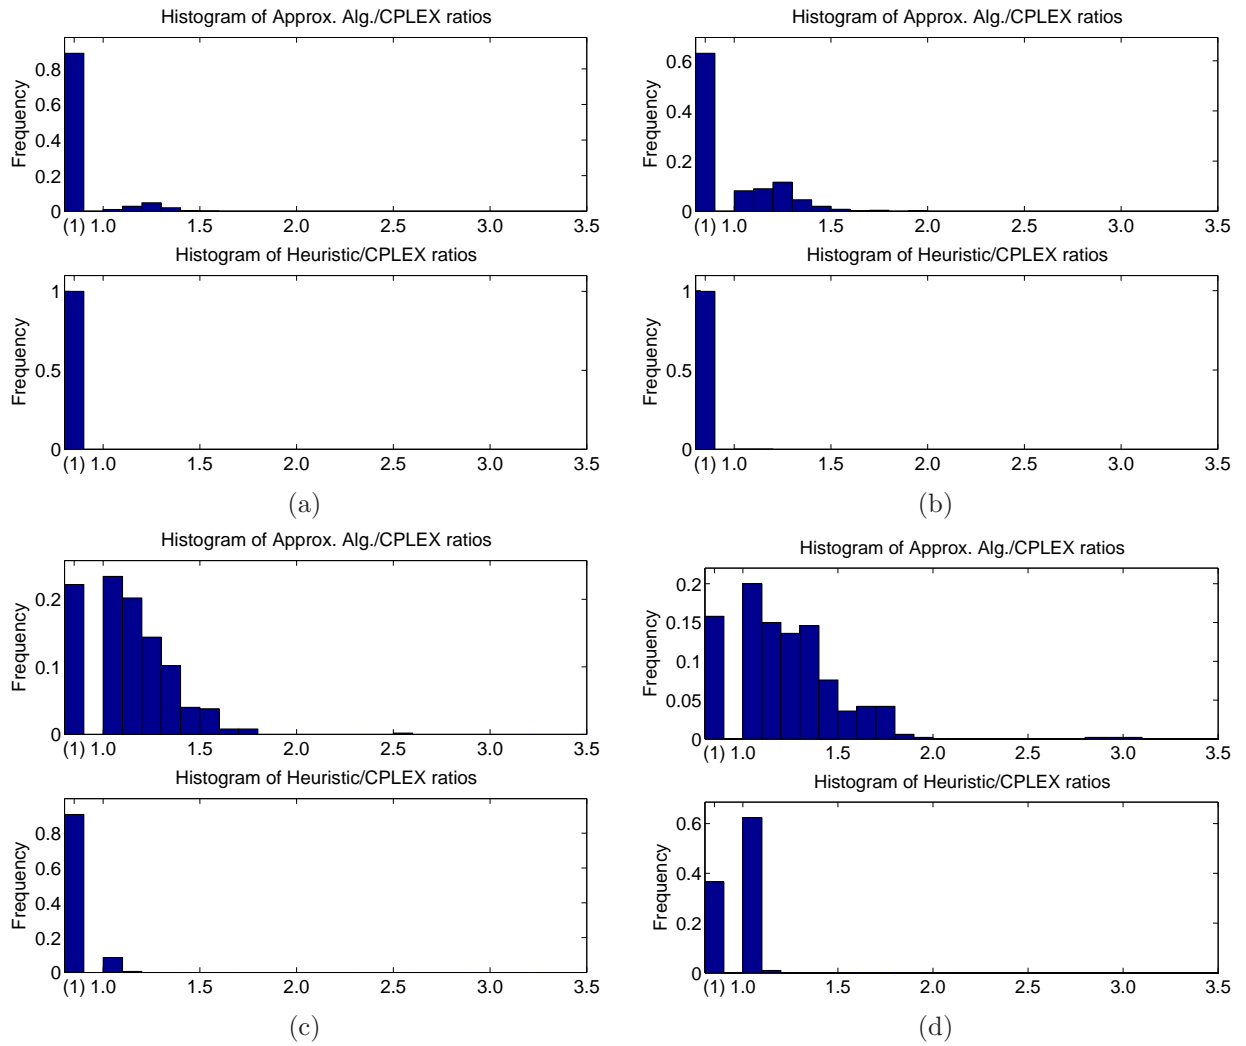 Histogram of Approx. Alg./CPLEX ratios
Frequency
0.8
0.6
0.4
0.2
0
(1) 1.0 1.5 2.0 2.5 3.0 3.5
Histogram of Heuristic/CPLEX ratios
Frequency
1
0.5
0
(1) 1.0 1.5 2.0 2.5 3.0 3.5
(a)
Histogram of Approx. Alg./CPLEX ratios
Frequency
0.6
0.4
0.2
0
(1) 1.0 1.5 2.0 2.5 3.0 3.5
Histogram of Heuristic/CPLEX ratios
Frequency
1
0.5
0
(1) 1.0 1.5 2.0 2.5 3.0 3.5
(b)
Histogram of Approx. Alg./CPLEX ratios
Frequency
0.2
0.1
0
(1) 1.0 1.5 2.0 2.5 3.0 3.5
Histogram of Heuristic/CPLEX ratios
Frequency
0.8
0.6
0.4
0.2
0
(1) 1.0 1.5 2.0 2.5 3.0 3.5
(c)
Histogram of Approx. Alg./CPLEX ratios
Frequency
0.2
0.15
0.1
0.05
0
(1) 1.0 1.5 2.0 2.5 3.0 3.5
Histogram of Heuristic/CPLEX ratios
Frequency
0.6
0.4
0.2
0
(1) 1.0 1.5 2.0 2.5 3.0 3.5
(d)